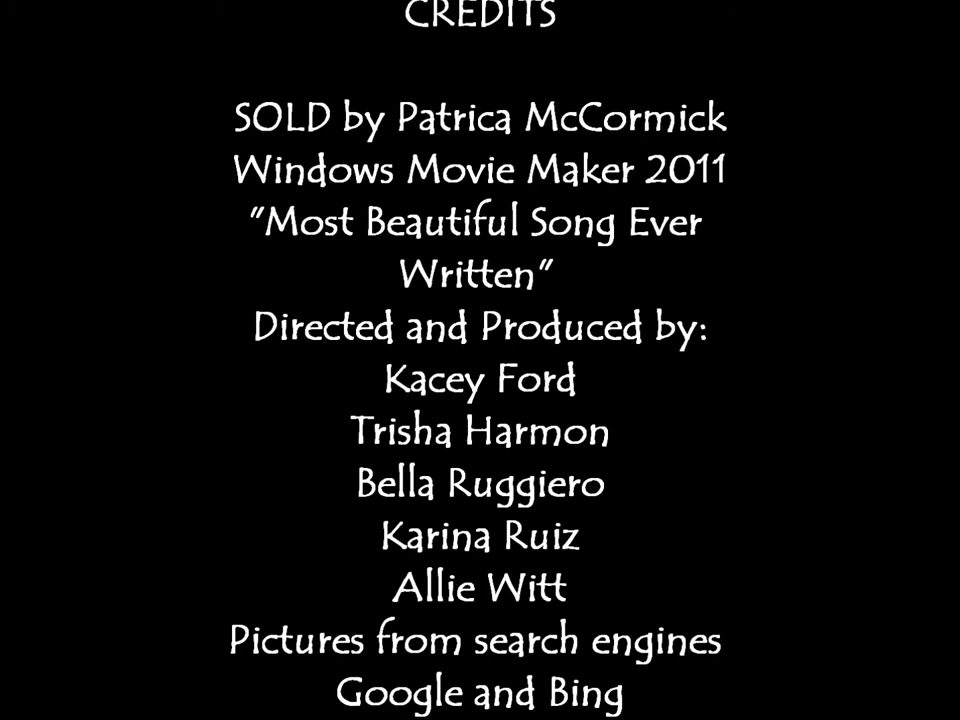 CREDITS
SOLD by Patrica McCormick
Windows Movie Maker 2011
"Most Beautiful Song Ever
Written"
Directed and Produced by:
Kacey Ford
Trisha Harmon
Bella Ruggiero
Karina Ruiz
Allie Witt
Pictures from search engines
Google and Bing